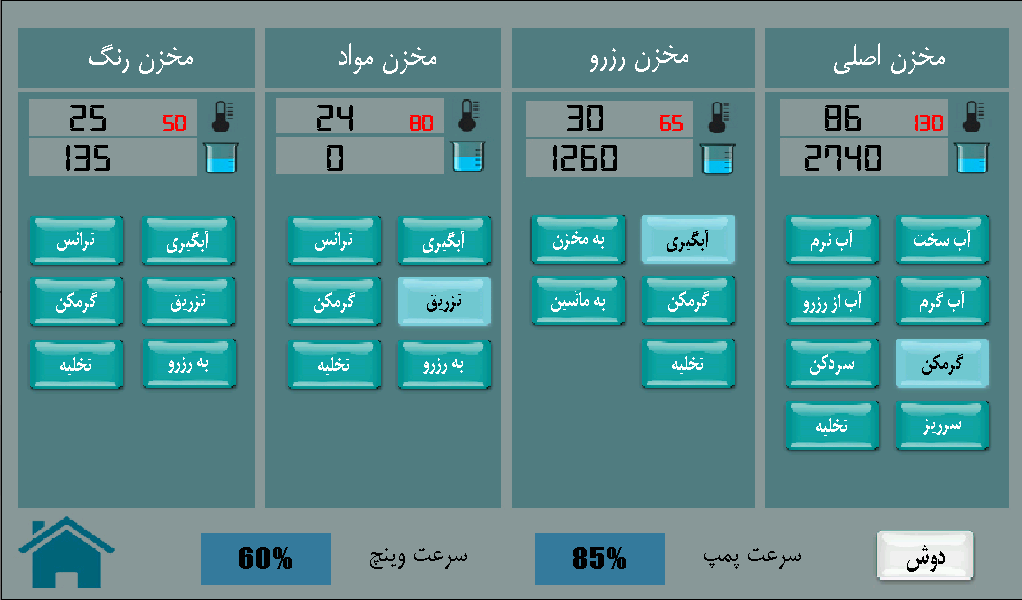 مخزن اصلی
86 130
2740
آب سخت
آب نرم
آب گرم
آب از رزرو
گرمکن
سردکن
سرریز
تخلیه
مخزن رزرو
30 65
1260
آبگیری
به مخزن
گرمکن
به ماشین
تخلیه
مخزن مواد
24 80
0
آبگیری
ترانس
تزریق
گرمکن
به رزرو
تخلیه
مخزن رنگ
25 50
135
آبگیری
ترانس
تزریق
گرمکن
به رزرو
تخلیه
دوش
سرعت پمپ
85%
سرعت وینچ
60%